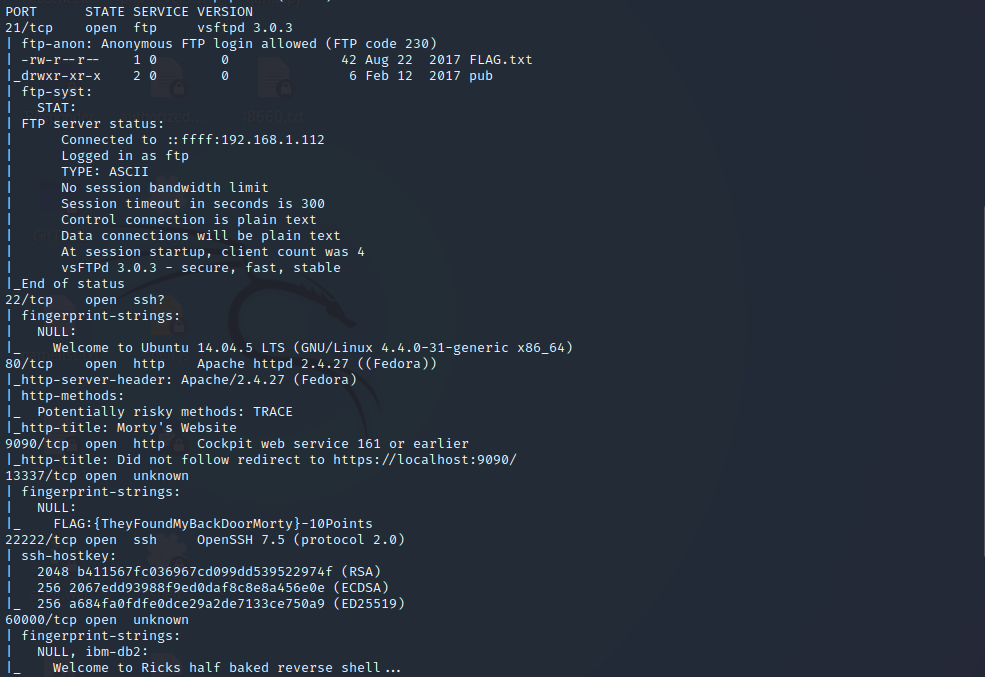 PORT      STATE SERVICE VERSION
21/tcp    open  ftp     vsftpd 3.0.3
| ftp-anon: Anonymous FTP login allowed (FTP code 230)
| -rw-r--r--    1 0        0              42 Aug 22  2017 FLAG.txt
|_drwxr-xr-x    2 0        0               6 Feb 12  2017 pub
| ftp-syst:
|   STAT:
| FTP server status:
|      Connected to ::ffff:192.168.1.112
|      Logged in as ftp
|      TYPE: ASCII
|      No session bandwidth limit
|      Session timeout in seconds is 300
|      Control connection is plain text
|      Data connections will be plain text
|      At session startup, client count was 4
|      vsFTPd 3.0.3 - secure, fast, stable
|_End of status
22/tcp    open  ssh?
| fingerprint-strings:
|   NULL:
|_    Welcome to Ubuntu 14.04.5 LTS (GNU/Linux 4.4.0-31-generic x86_64)
80/tcp    open  http    Apache httpd 2.4.27 ((Fedora))
|_http-server-header: Apache/2.4.27 (Fedora)
| http-methods:
|_  Potentially risky methods: TRACE
|_http-title: Morty's Website
9090/tcp  open  http    Cockpit web service 161 or earlier
|_http-title: Did not follow redirect to https://localhost:9090/
13337/tcp open  unknown
| fingerprint-strings:
|   NULL:
|_    FLAG:{TheyFoundMyBackDoorMorty}-10Points
22222/tcp open  ssh     OpenSSH 7.5 (protocol 2.0)
| ssh-hostkey:
|   2048 b411567fc036967cd099dd539522974f (RSA)
|   256 2067edd93988f9ed0daf8c8e8a456e0e (ECDSA)
|_  256 a684fa0fdfe0dce29a2de7133ce750a9 (ED25519)
60000/tcp open  unknown
| fingerprint-strings:
|   NULL, ibm-db2:
|_    Welcome to Ricks half baked reverse shell...